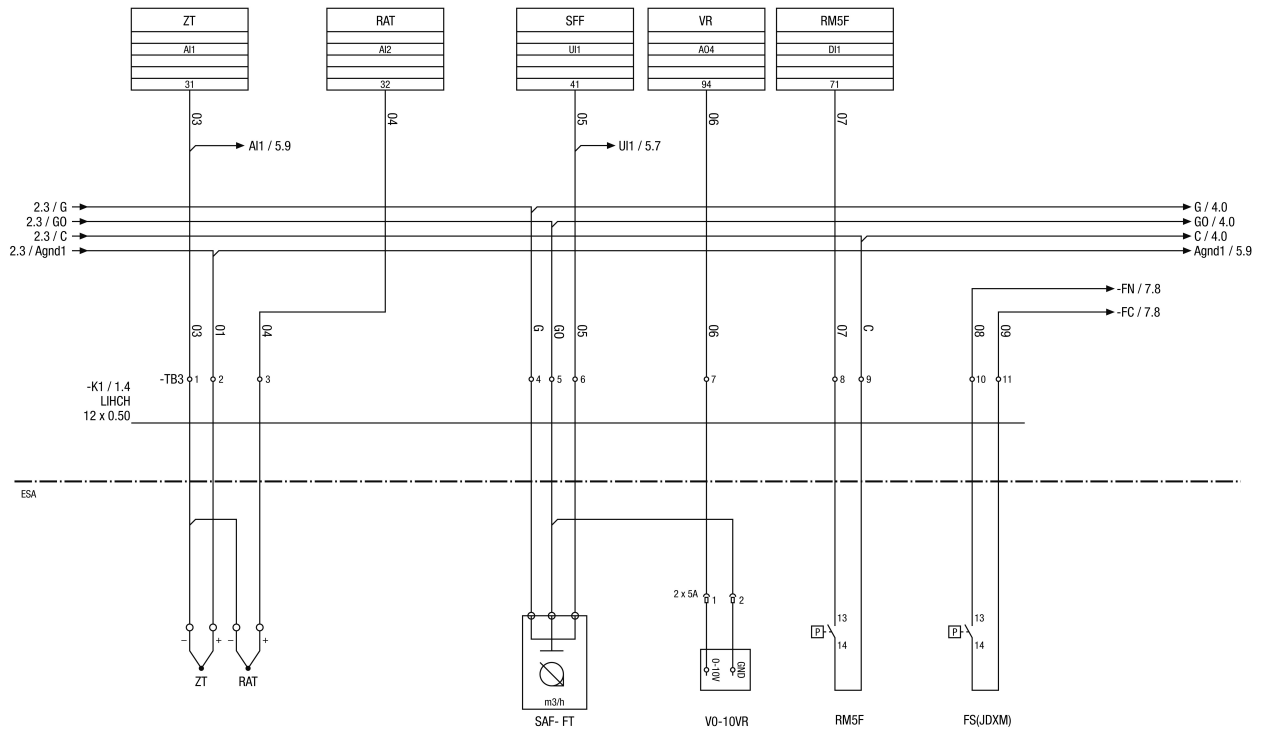 ZT
RAT
SFF
VR
RM5F
AI1
AI2
UI1
AO4
DI1
31
32
41
94
71
03
04
05
06
07
AI1 / 5.9
UI1 / 5.7
2.3 / G
G / 4.0
2.3 / GO
GO / 4.0
2.3 / C
C / 4.0
2.3 / Agnd1
Agnd1 / 5.9
-FN / 7.8
-FC / 7.8
03
01
04
G
GO
05
06
07
C
08
09
-TB3
1
2
3
4
5
6
7
8
9
10
11
-K1 / 1.4
LIHCH
12 x 0.50
ESA
2 x 5A
1
2
13
13
P
P
14
14
–
+
–
+
0-10V
GND
ZT
RAT
m3/h
SAF- FT
V0-10VR
RM5F
FS(JDXM)